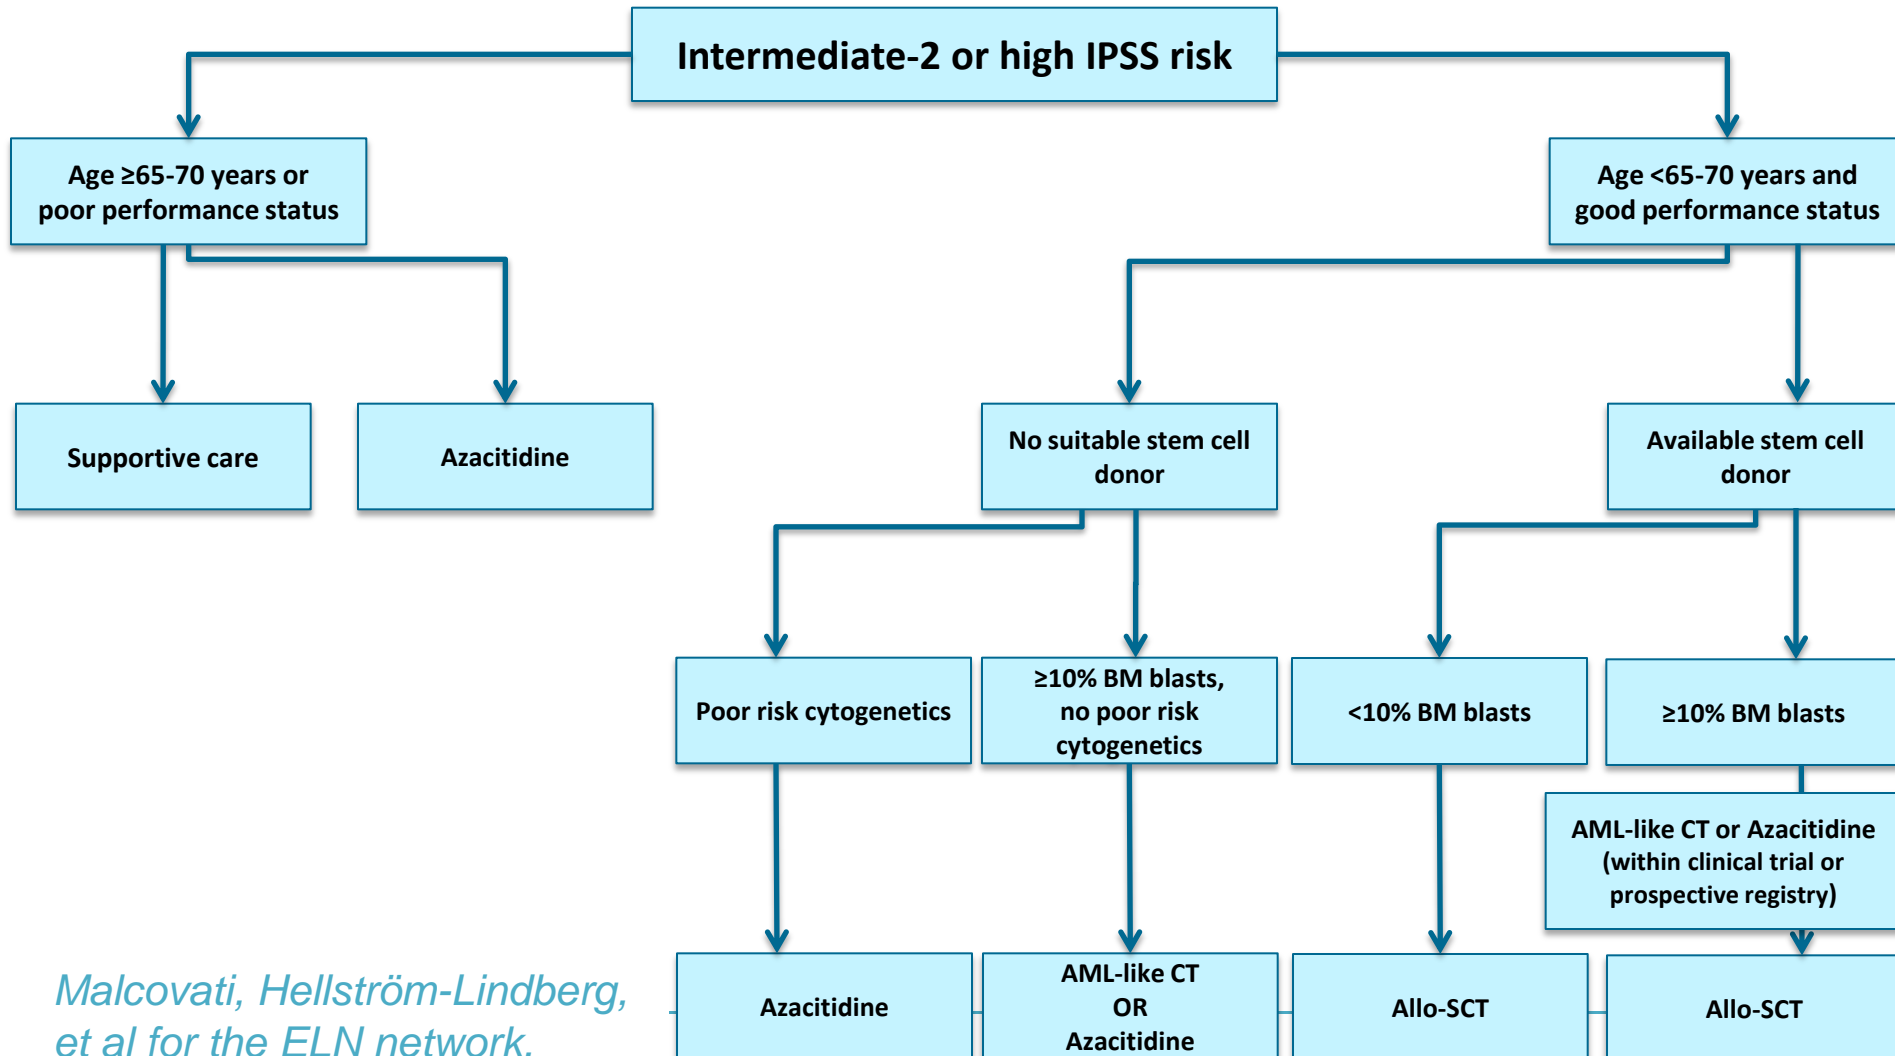 Intermediate-2 or high IPSS risk
Age ≥65-70 years or
poor performance status
Age <65-70 years and
good performance status
Supportive care
Azacitidine
No suitable stem cell
donor
Available stem cell
donor
Poor risk cytogenetics
≥10% BM blasts,
no poor risk
cytogenetics
<10% BM blasts
≥10% BM blasts
AML-like CT or Azacitidine
(within clinical trial or
prospective registry)
Azacitidine
AML-like CT
OR
Azacitidine
Allo-SCT
Allo-SCT
Malcovati, Hellström-Lindberg,
et al for the ELN network.